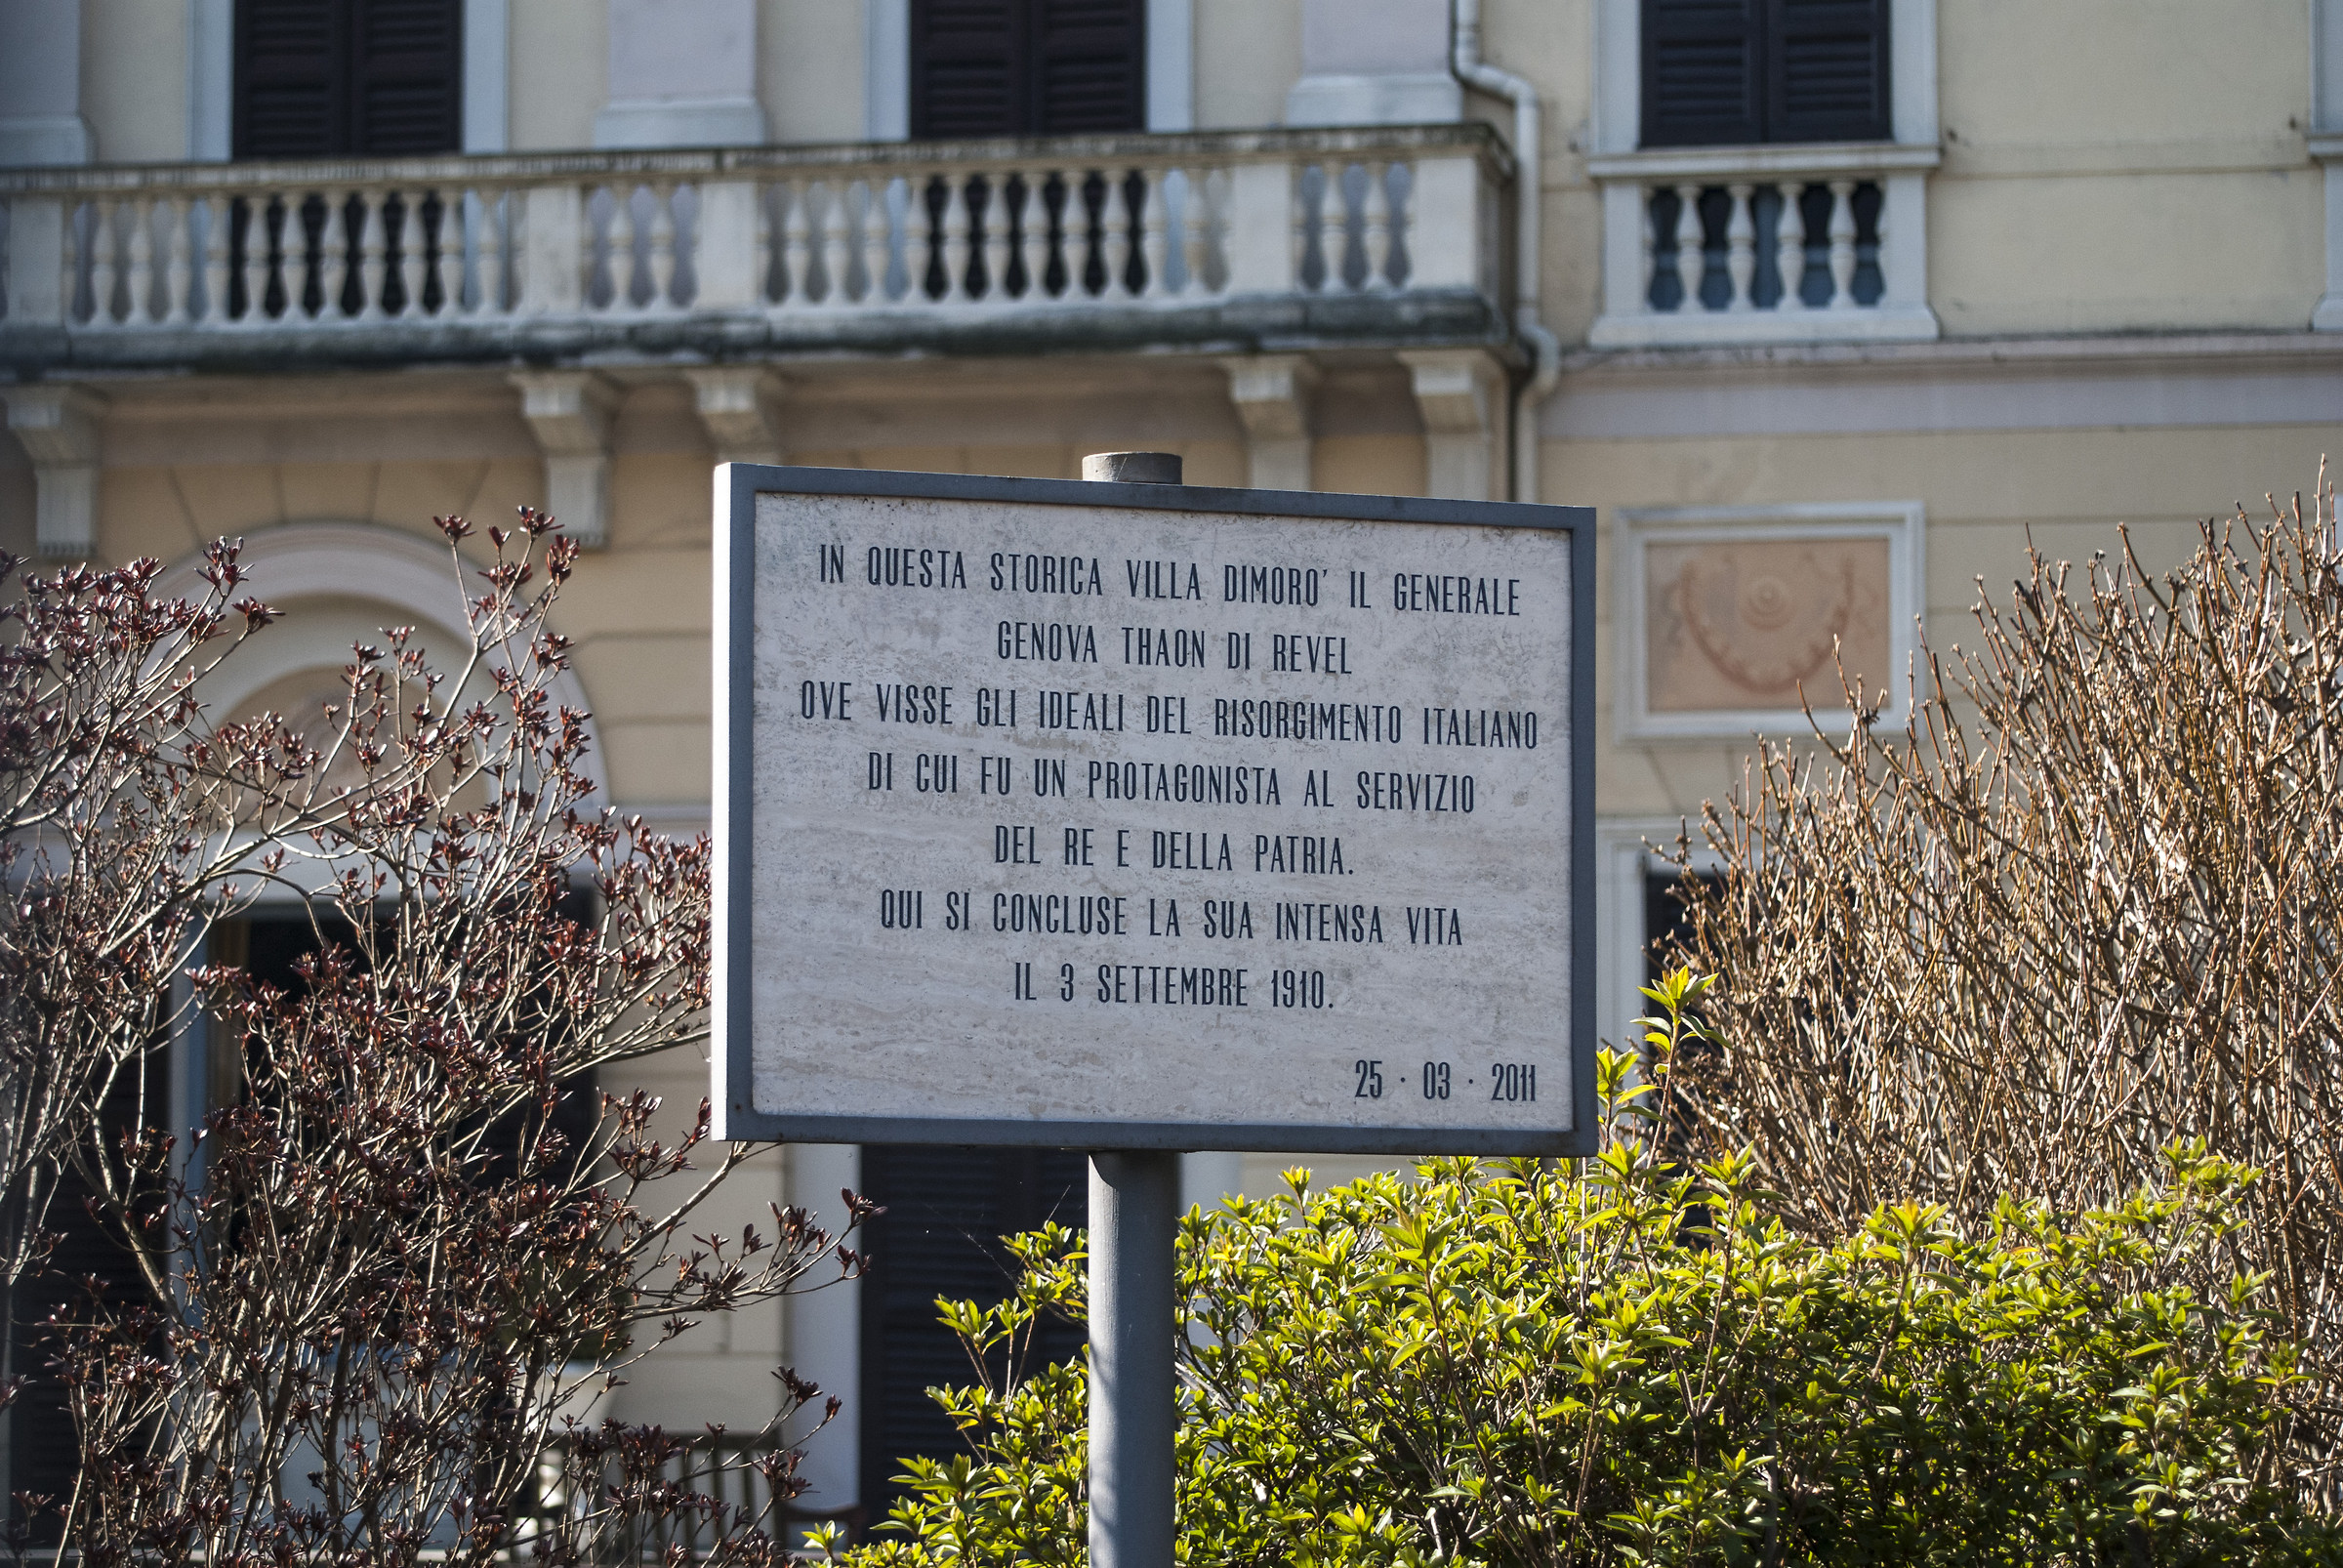 IN QUESTA STORICA VILLA DIMORO' IL GENERALE
GENOVA THAON DI REVEL
OVE VISSE GLI IDEALI DEL RISORGIMENTO ITALIANO
DI CUI FU UN PROTAGONISTA AL SERVIZIO
DEL RE E DELLA PATRIA.
QUI SI CONCLUSE LA SUA INTENSA VITA
IL 3 SETTEMBRE 1910.
25 · 03 · 2011